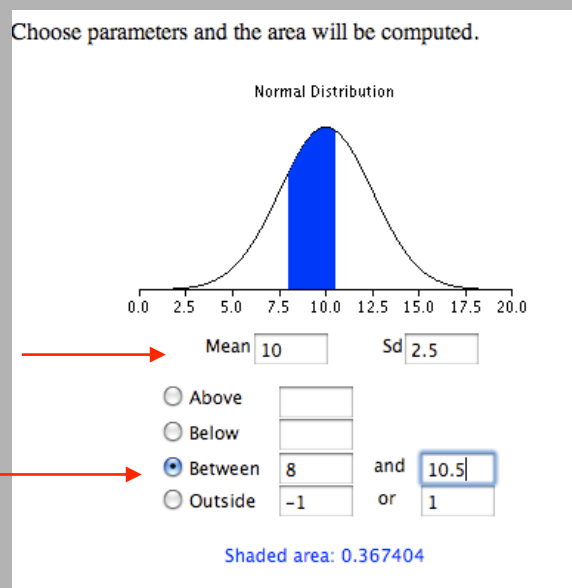 Choose parameters and the area will be computed.
Normal Distribution
0.0 2.5 5.0 7.5 10.0 12.5 15.0 17.5 20.0
Mean 10 Sd 2.5
Above
Below
Between 8 and 10.5
Outside -1 or 1
Shaded area: 0.367404